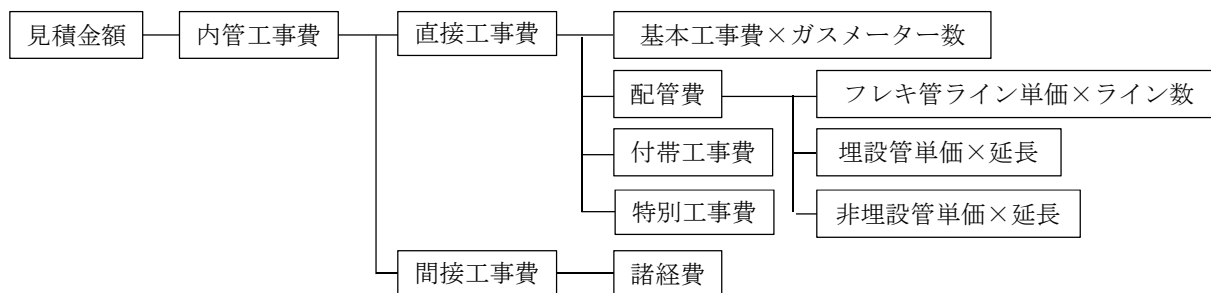 見積金額
内管工事費
直接工事費
基本工事費×ガスメーター数
配管費
フレキ管ライン単価×ライン数
付帯工事費
埋設管単価×延長
特別工事費
非埋設管単価×延長
間接工事費
諸経費